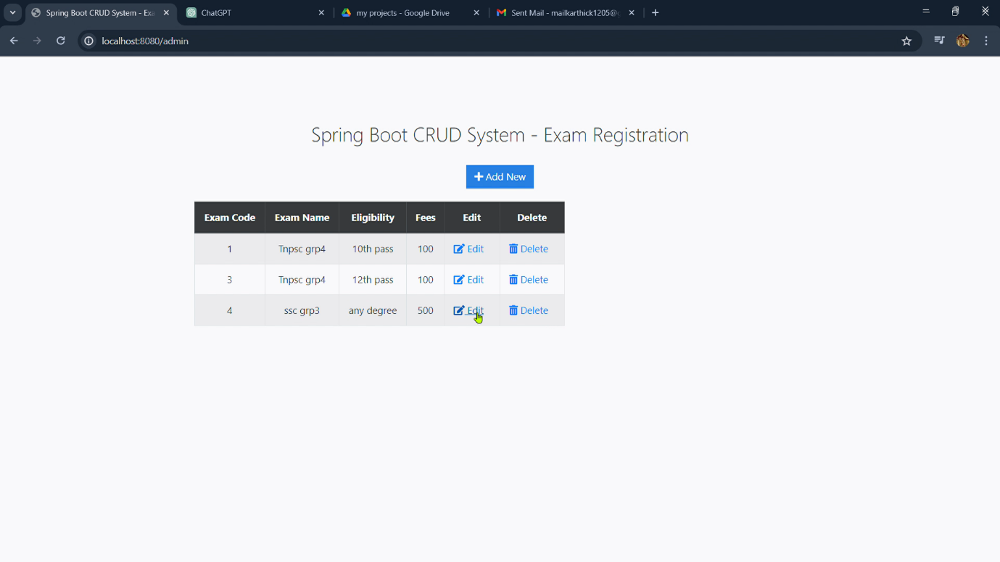 Spring Boot CRUD System - Exa ChatGPT my projects - Google Drive Sent Mail - mailkarthick1205@g
localhost:8080/admin
Spring Boot CRUD System - Exam Registration
Add New
Exam Code Exam Name Eligibility Fees Edit Delete
1 Tnpsc grp4 10th pass 100 Edit Delete
3 Tnpsc grp4 12th pass 100 Edit Delete
4 ssc grp3 any degree 500 Edit Delete